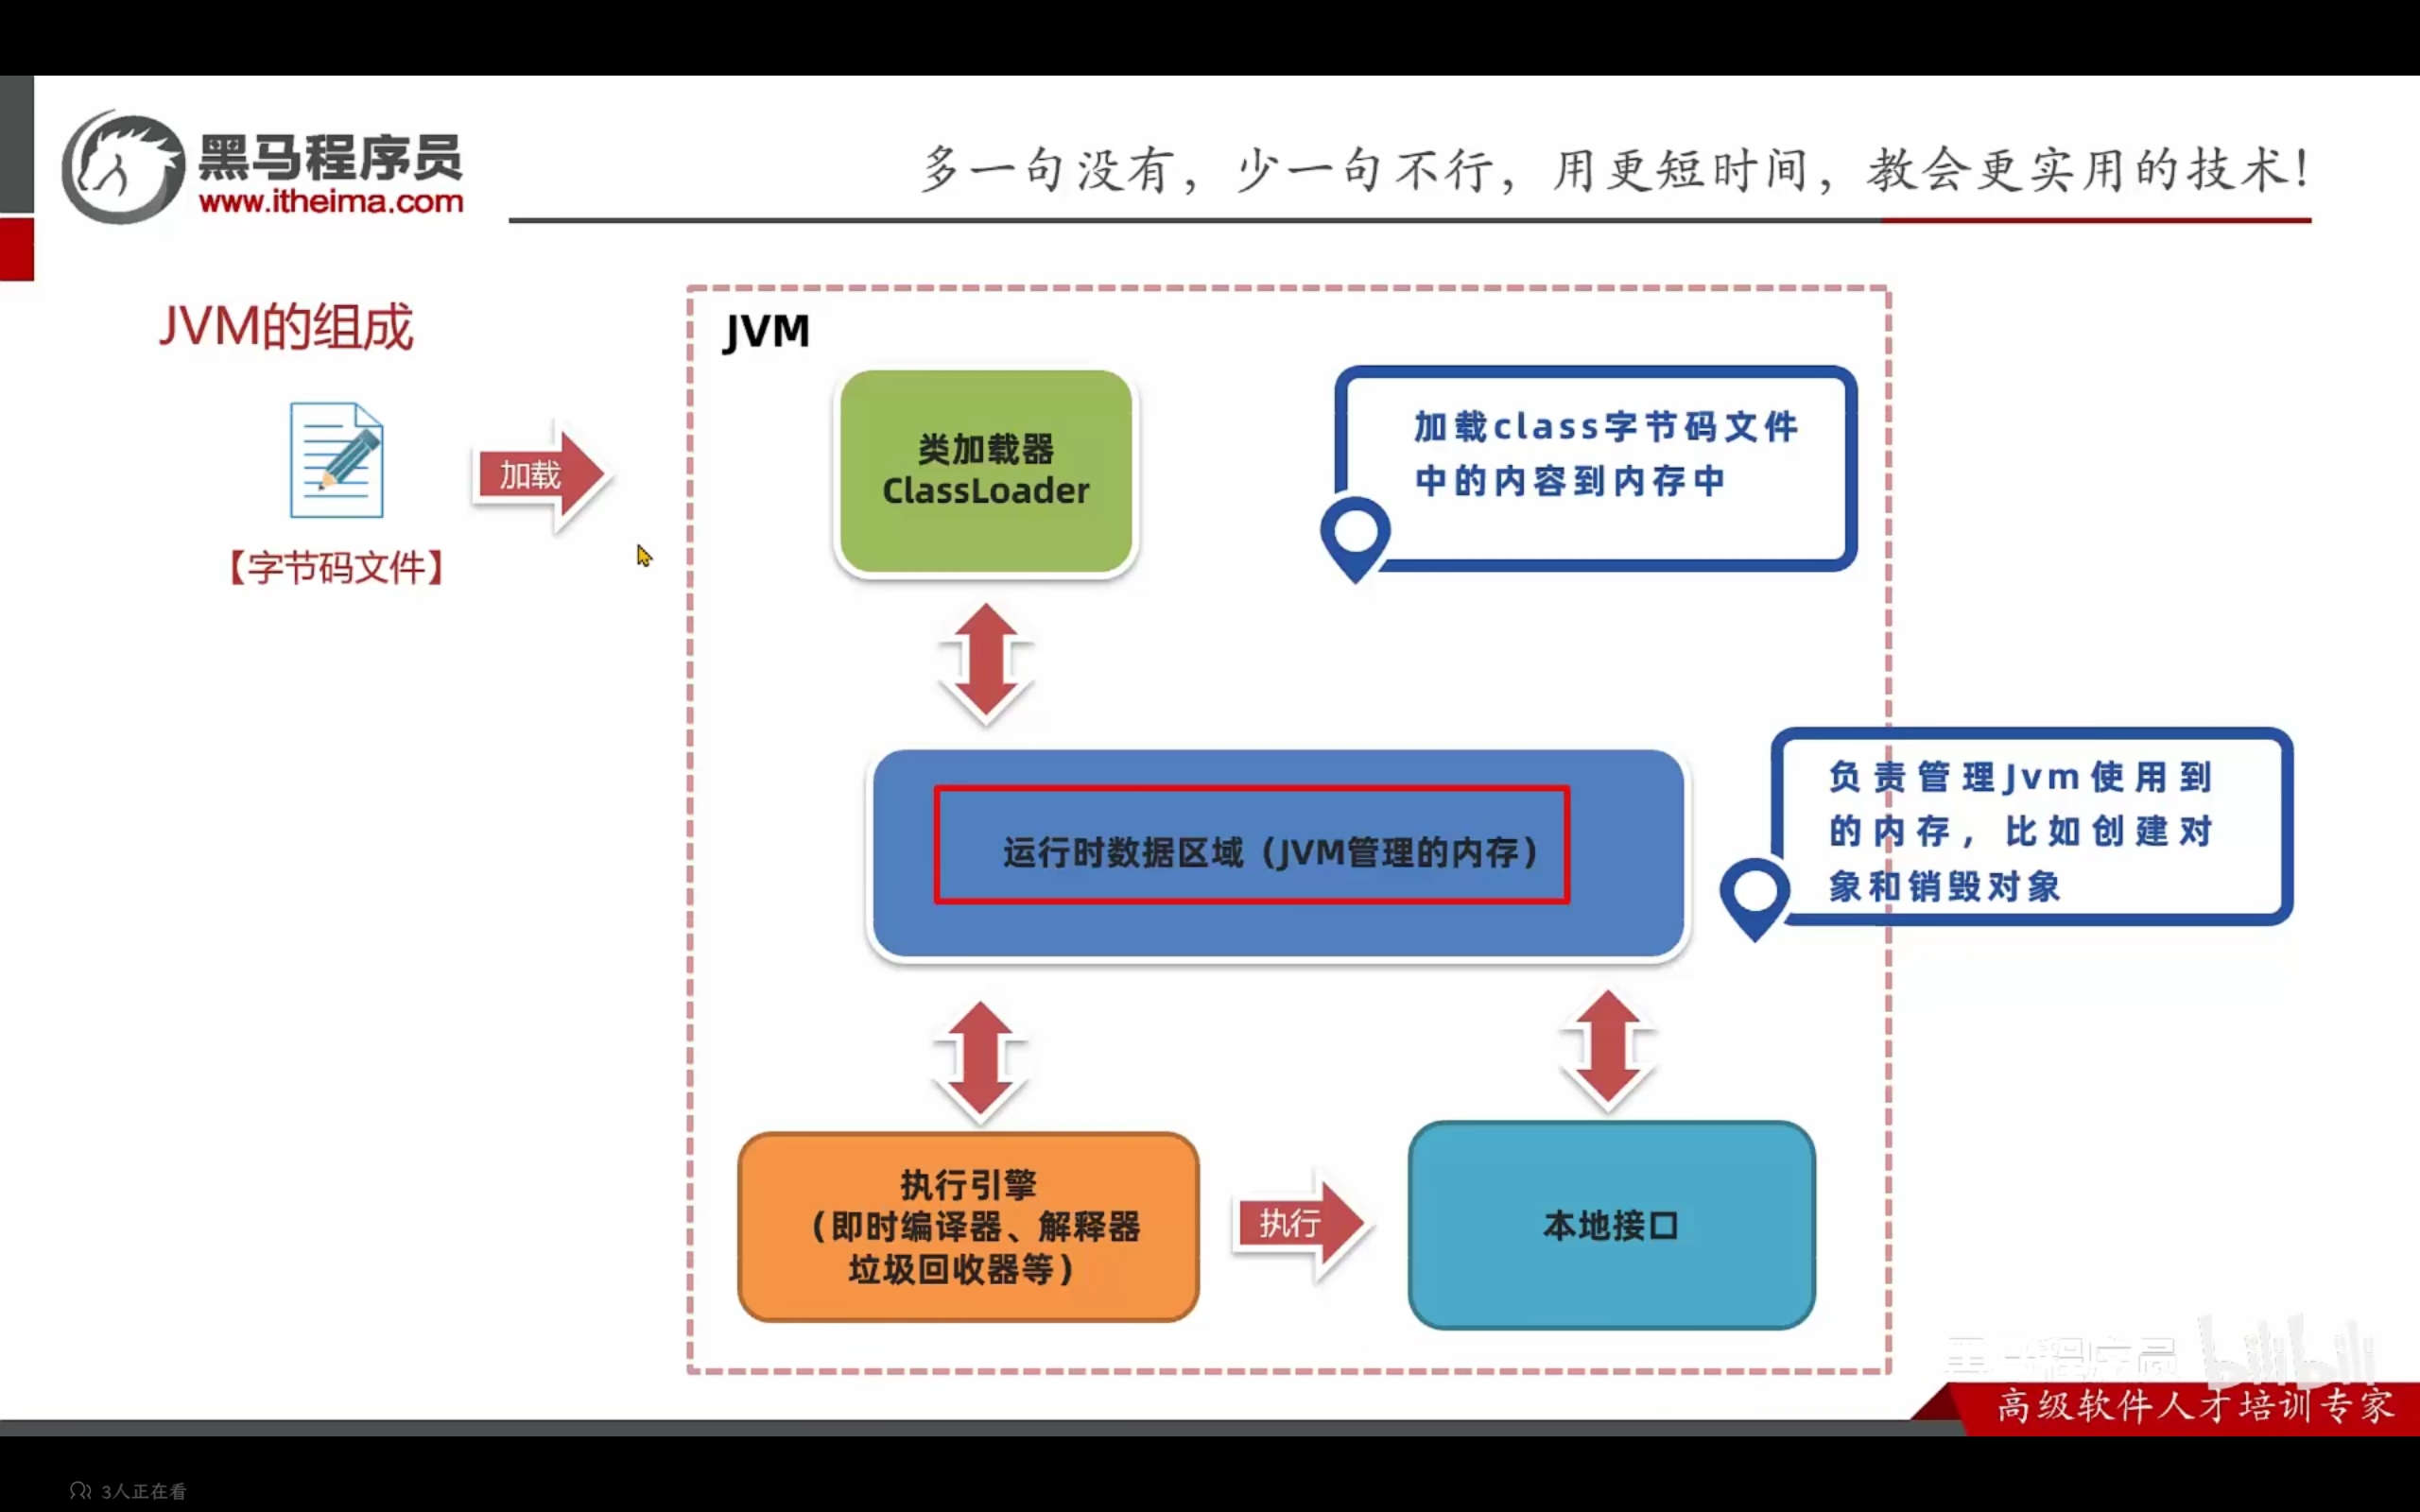 黑马程序员
www.itheima.com
多一句没有，少一句不行，用更短时间，教会更实用的技术！
JVM的组成
加载
【字节码文件】
JVM
类加载器
ClassLoader
加载class字节码文件
中的内容到内存中
运行时数据区域（JVM管理的内存）
负责管理Jvm使用到
的内存，比如创建对
象和销毁对象
执行引擎
（即时编译器、解释器
垃圾回收器等）
执行
本地接口
黑马程序员 bilibili
高级软件人才培训专家
3人正在看